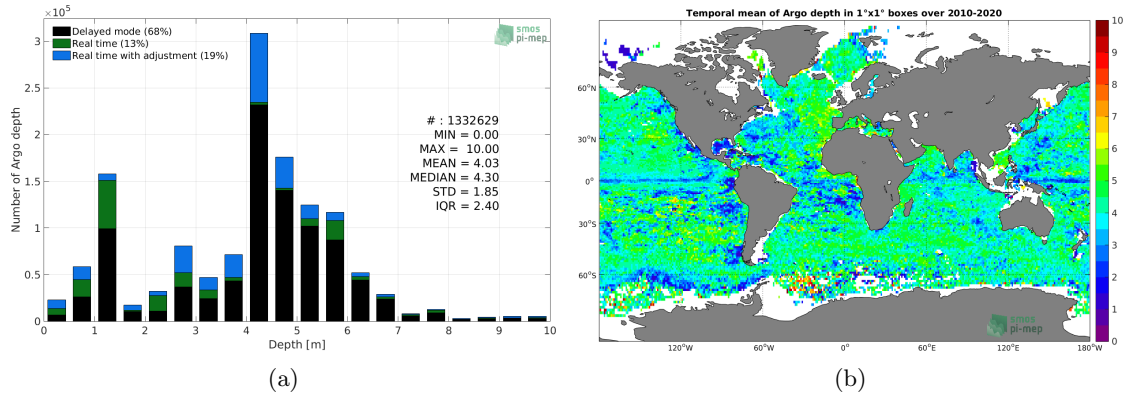 ×10^5
Delayed mode (68%)
Real time (13%)
Real time with adjustment (19%)
smos
pi-mep
# : 1332629
MIN = 0.00
MAX = 10.00
MEAN = 4.03
MEDIAN = 4.30
STD = 1.85
IQR = 2.40
Number of Argo depth
3
2.5
2
1.5
1
0.5
0
0 1 2 3 4 5 6 7 8 9 10
Depth [m]
(a)
Temporal mean of Argo depth in 1°x1° boxes over 2010-2020
60°N
30°N
0°
30°S
60°S
120°W 60°W 0° 60°E 120°E 180°W
smos
pi-mep
10
9
8
7
6
5
4
3
2
1
0
(b)